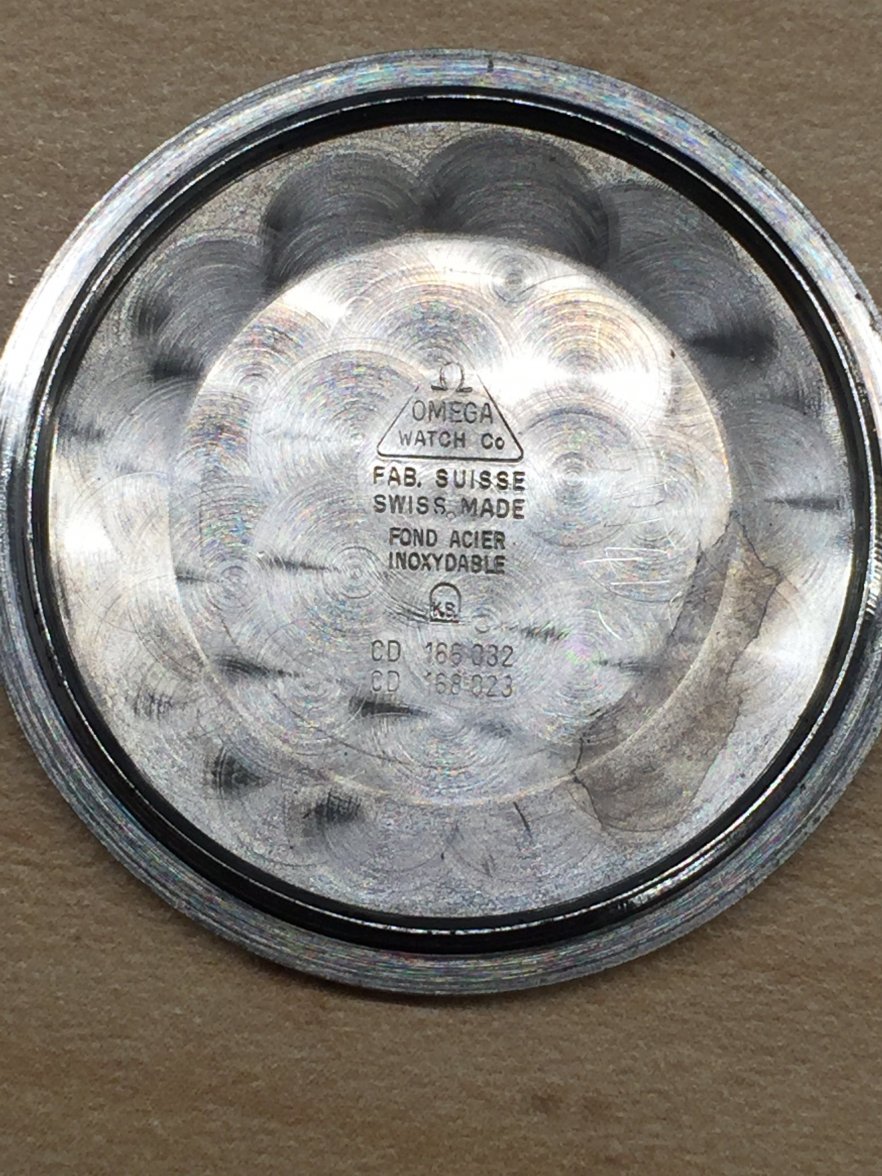 Ω
OMEGA
WATCH Co
FAB. SUISSE
SWISS MADE
FOND ACIER
INOXYDABLE
K.B.
CD 166 032
CD 168 023